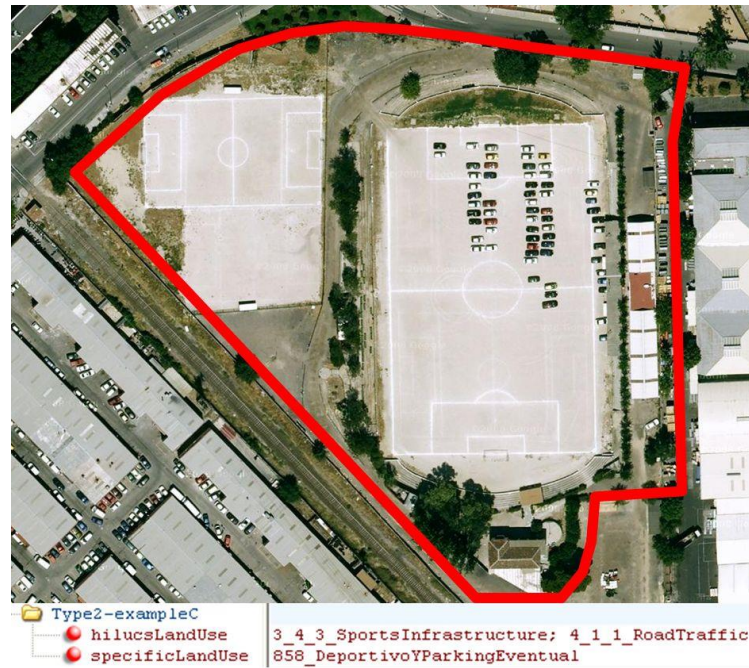 Type2-exampleC
hilucsLandUse 3_4_3_SportsInfrastructure; 4_1_1_RoadTraffic
specificLandUse 858_DeportivoYParkingEventual